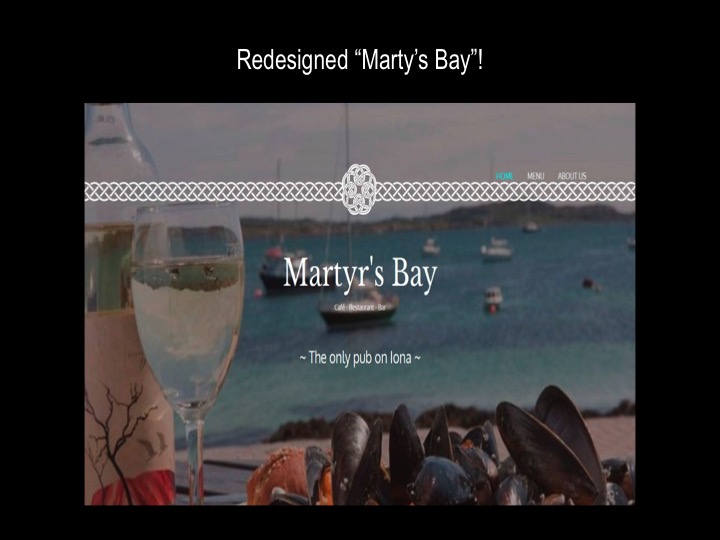 Redesigned “Marty’s Bay”!
HOME MENU ABOUT US
Martyr's Bay
Café - Restaurant - Bar
~ The only pub on Iona ~